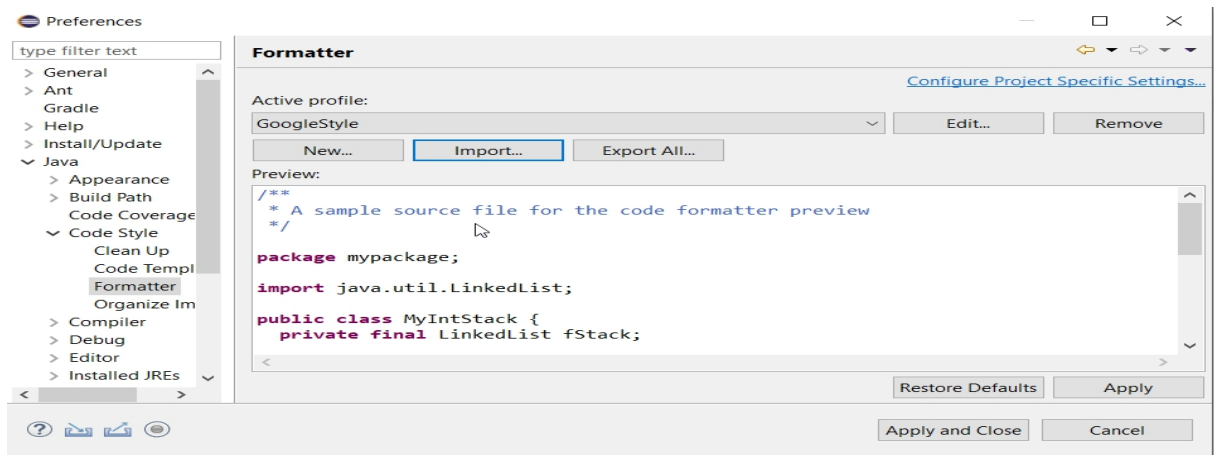 Preferences
type filter text
General
Ant
Gradle
Help
Install/Update
Java
Appearance
Build Path
Code Coverage
Code Style
Clean Up
Code Templ
Formatter
Organize Im
Compiler
Debug
Editor
Installed JREs
Formatter
Configure Project Specific Settings...
Active profile:
GoogleStyle
Edit...
Remove
New...
Import...
Export All...
Preview:
/**
 * A sample source file for the code formatter preview
 */
package mypackage;
import java.util.LinkedList;
public class MyIntStack {
  private final LinkedList fStack;
Restore Defaults
Apply
Apply and Close
Cancel